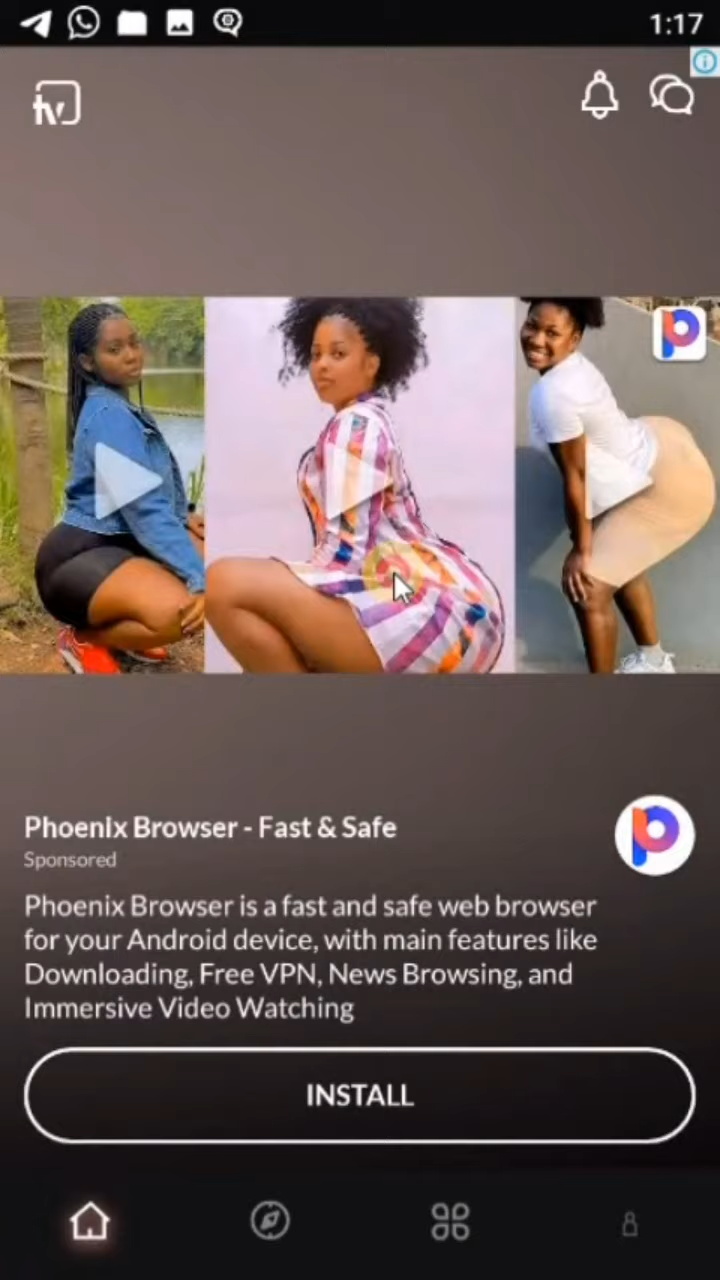 1:17
tv
Phoenix Browser - Fast & Safe
Sponsored
Phoenix Browser is a fast and safe web browser
for your Android device, with main features like
Downloading, Free VPN, News Browsing, and
Immersive Video Watching
INSTALL